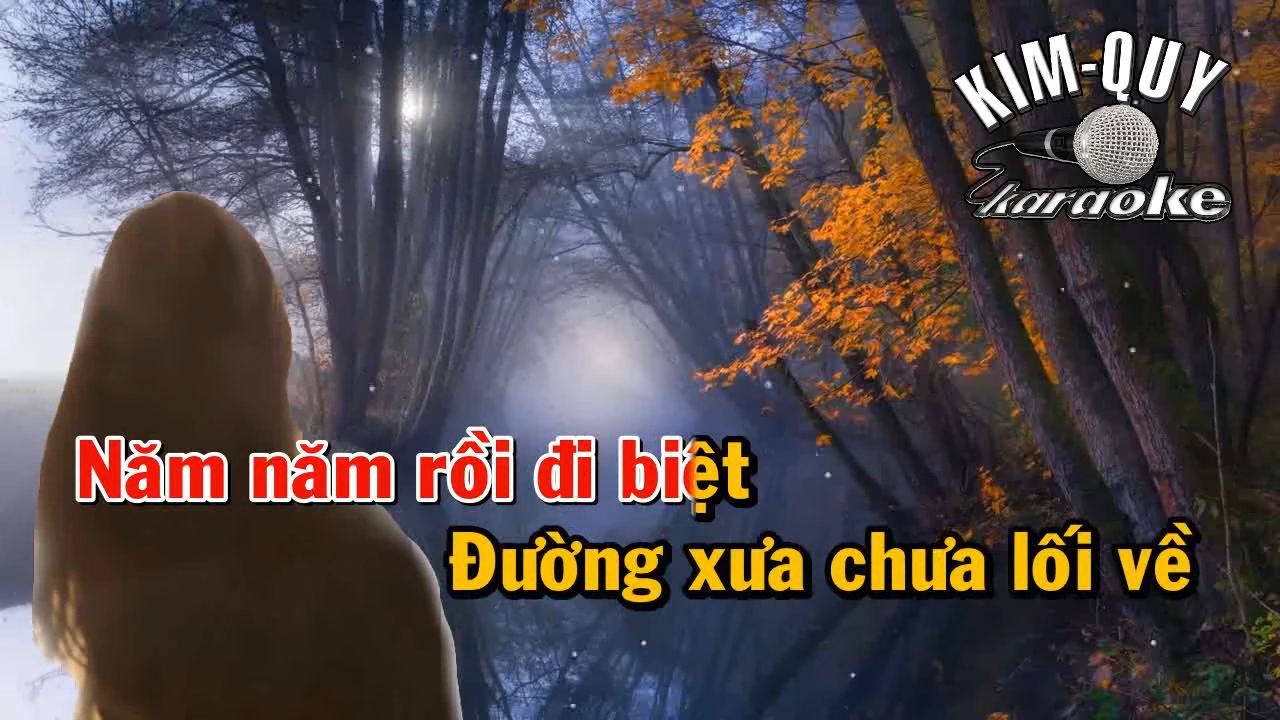 KIM-QUY
karaoke
Năm năm rồi đi biệt
Đường xưa chưa lối về